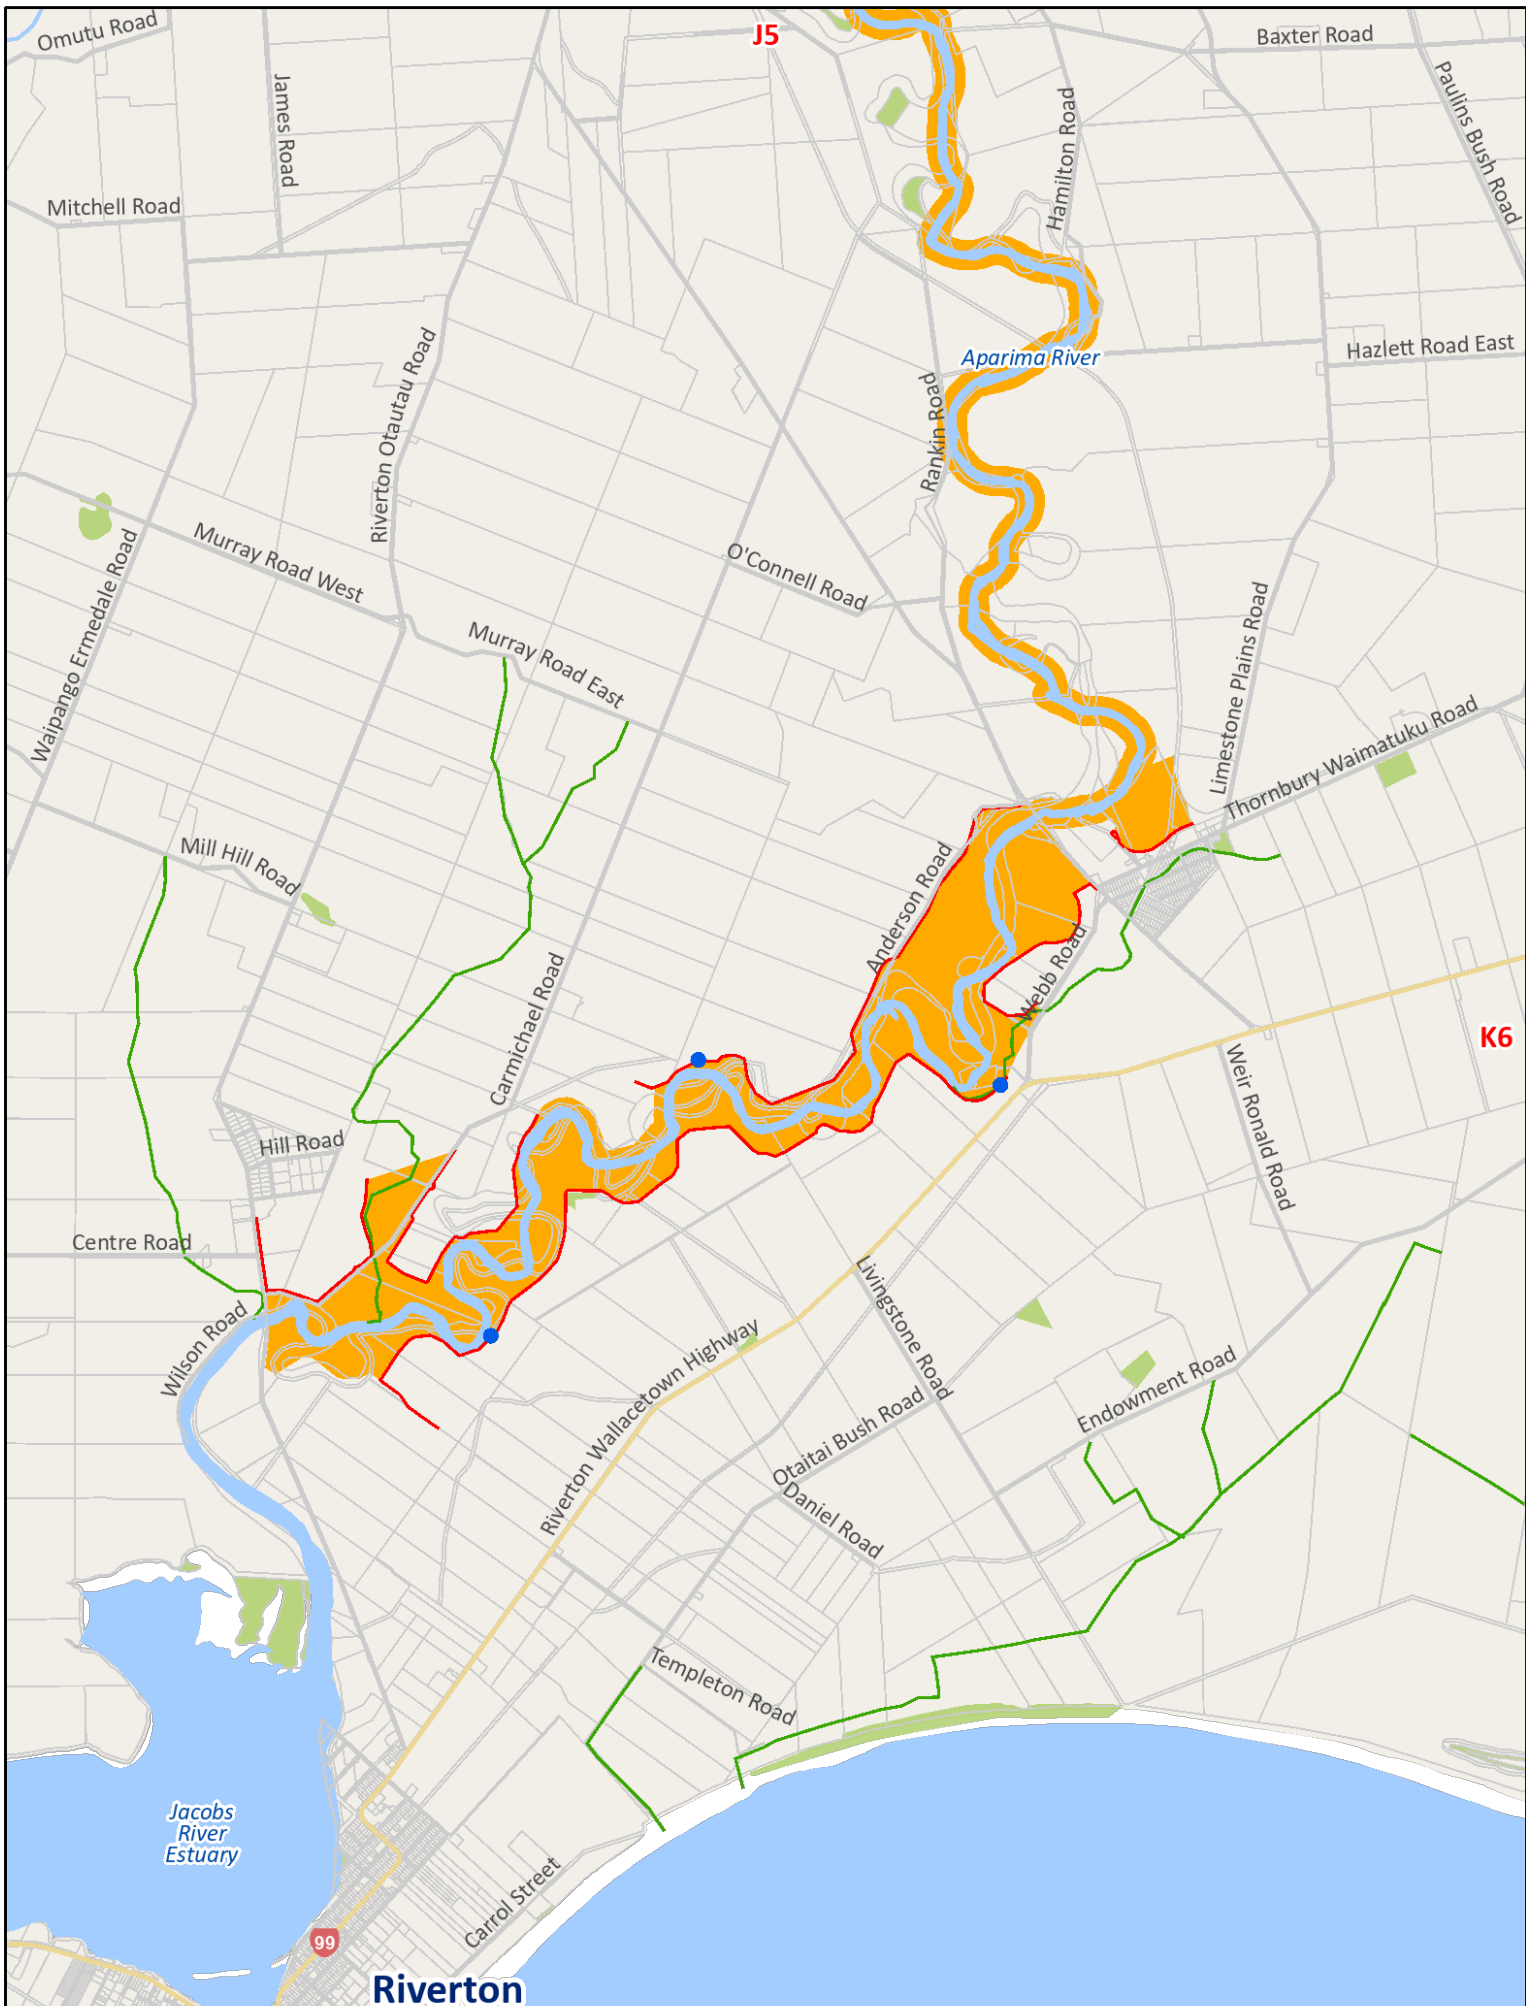 Omutu Road
J5
Baxter Road
James Road
Paulins Bush Road
Hamilton Road
Mitchell Road
Aparima River
Hazlett Road East
Riverton Otautau Road
Rankin Road
Murray Road West
O'Connell Road
Waipango Ermedale Road
Murray Road East
Limestone Plains Road
Thornbury Waimatuku Road
Mill Hill Road
Anderson Road
Webb Road
Carmichael Road
K6
Weir Ronald Road
Hill Road
Centre Road
Wilson Road
Livingstone Road
Riverton Wallacetown Highway
Endowment Road
Otaitai Bush Road
Daniel Road
Templeton Road
Jacobs
River
Estuary
Carrol Street
99
Riverton